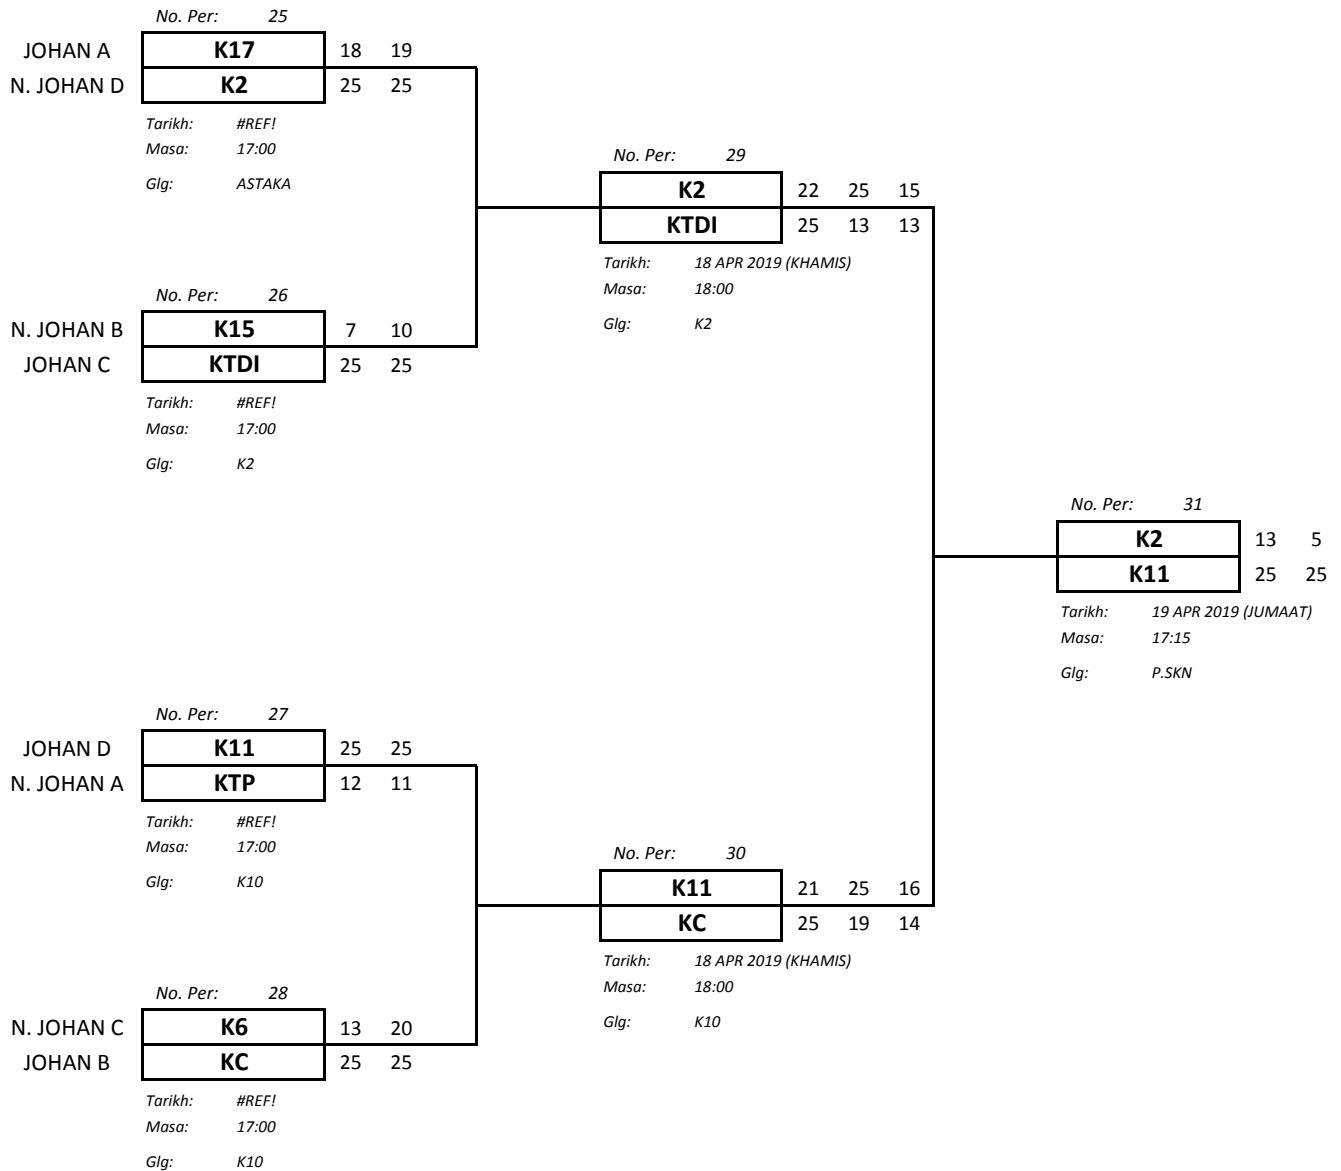 No. Per: 25
JOHAN A K17 18 19
N. JOHAN D K2 25 25
Tarikh: #REF!
Masa: 17:00
Glg: ASTAKA
No. Per: 26
N. JOHAN B K15 7 10
JOHAN C KTDI 25 25
Tarikh: #REF!
Masa: 17:00
Glg: K2
No. Per: 29
K2 22 25 15
KTDI 25 13 13
Tarikh: 18 APR 2019 (KHAMIS)
Masa: 18:00
Glg: K2
No. Per: 27
JOHAN D K11 25 25
N. JOHAN A KTP 12 11
Tarikh: #REF!
Masa: 17:00
Glg: K10
No. Per: 28
N. JOHAN C K6 13 20
JOHAN B KC 25 25
Tarikh: #REF!
Masa: 17:00
Glg: K10
No. Per: 30
K11 21 25 16
KC 25 19 14
Tarikh: 18 APR 2019 (KHAMIS)
Masa: 18:00
Glg: K10
No. Per: 31
K2 13 5
K11 25 25
Tarikh: 19 APR 2019 (JUMAAT)
Masa: 17:15
Glg: P.SKN